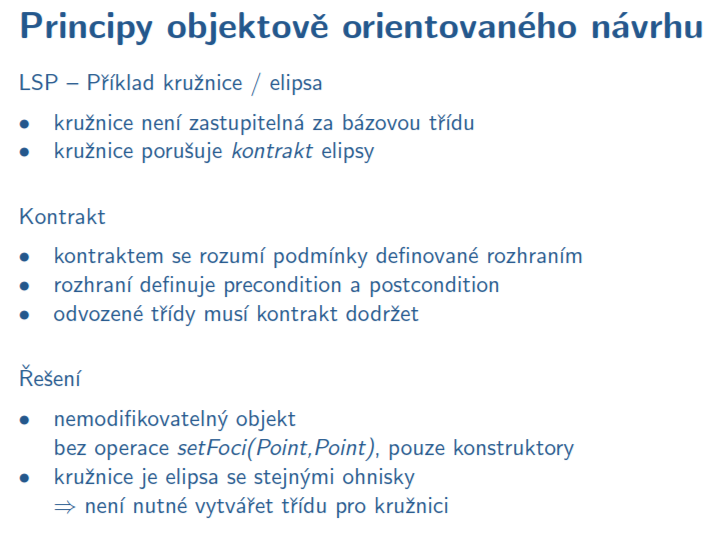 Principy objektově orientovaného návrhu
LSP – Příklad kružnice / elipsa
• kružnice není zastupitelná za bázovou třídu
• kružnice porušuje kontrakt elipsy
Kontrakt
• kontraktem se rozumí podmínky definované rozhraním
• rozhraní definuje precondition a postcondition
• odvozené třídy musí kontrakt dodržet
Řešení
• nemodifikovatelný objekt
bez operace setFoci(Point,Point), pouze konstruktory
• kružnice je elipsa se stejnými ohnisky
⇒ není nutné vytvářet třídu pro kružnici